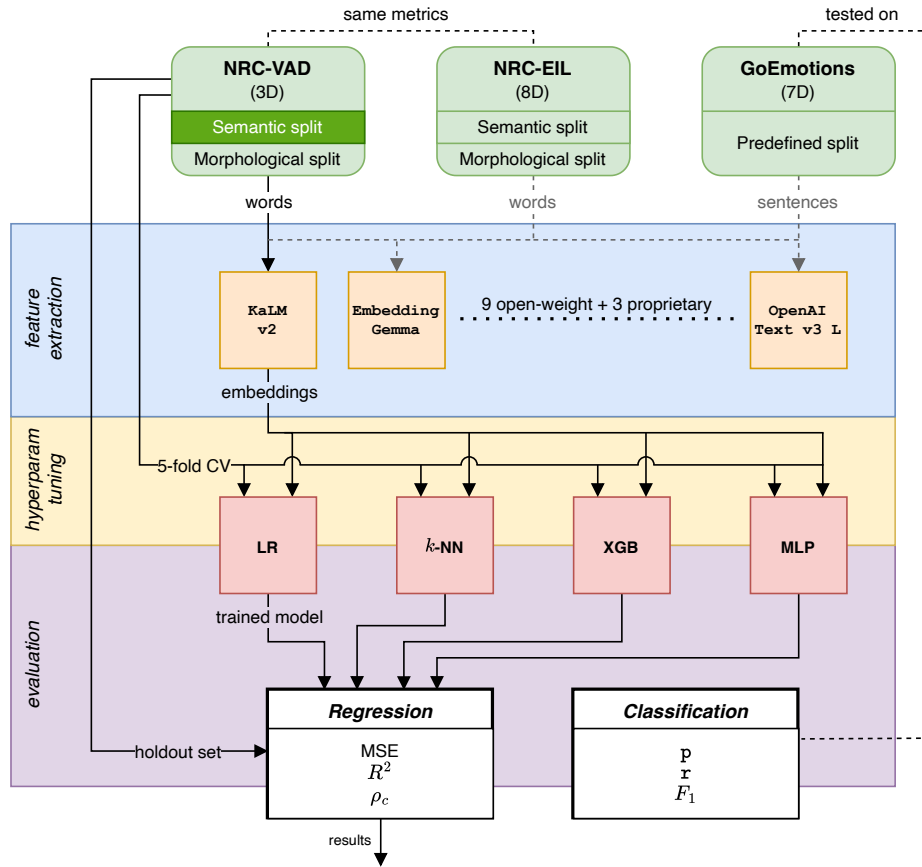 same metrics
tested on
NRC-VAD
(3D)
Semantic split
Morphological split
NRC-EIL
(8D)
Semantic split
Morphological split
GoEmotions
(7D)
Predefined split
words
words
sentences
feature
extraction
KaLM
v2
Embedding
Gemma
9 open-weight + 3 proprietary
OpenAI
Text v3 L
embeddings
hyperparam
tuning
5-fold CV
LR
k-NN
XGB
MLP
evaluation
trained model
Regression
MSE
R²
ρc
Classification
p
r
F₁
holdout set
results